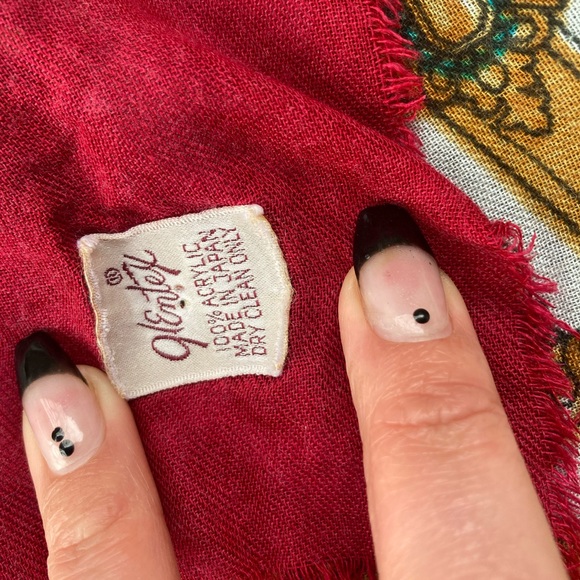 glentex ®
100% ACRYLIC
MADE IN JAPAN
DRY CLEAN ONLY